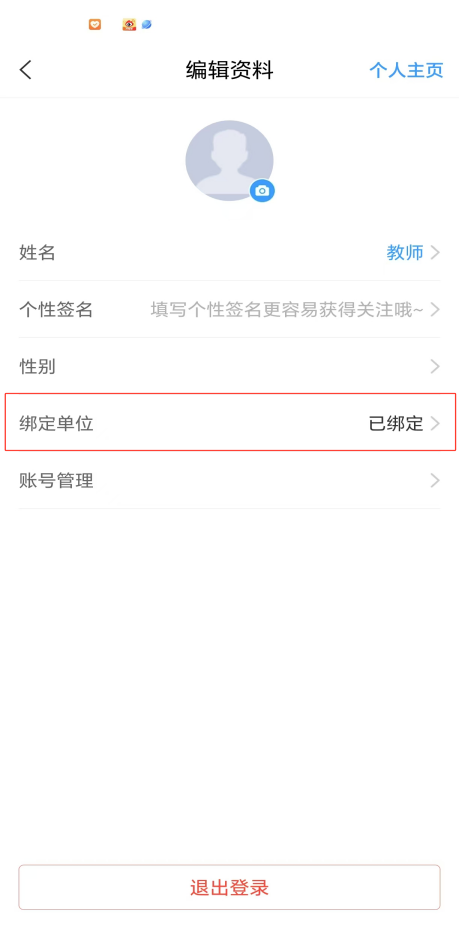 编辑资料
个人主页
姓名
教师
个性签名
填写个性签名更容易获得关注哦~
性别
绑定单位
已绑定
账号管理
退出登录